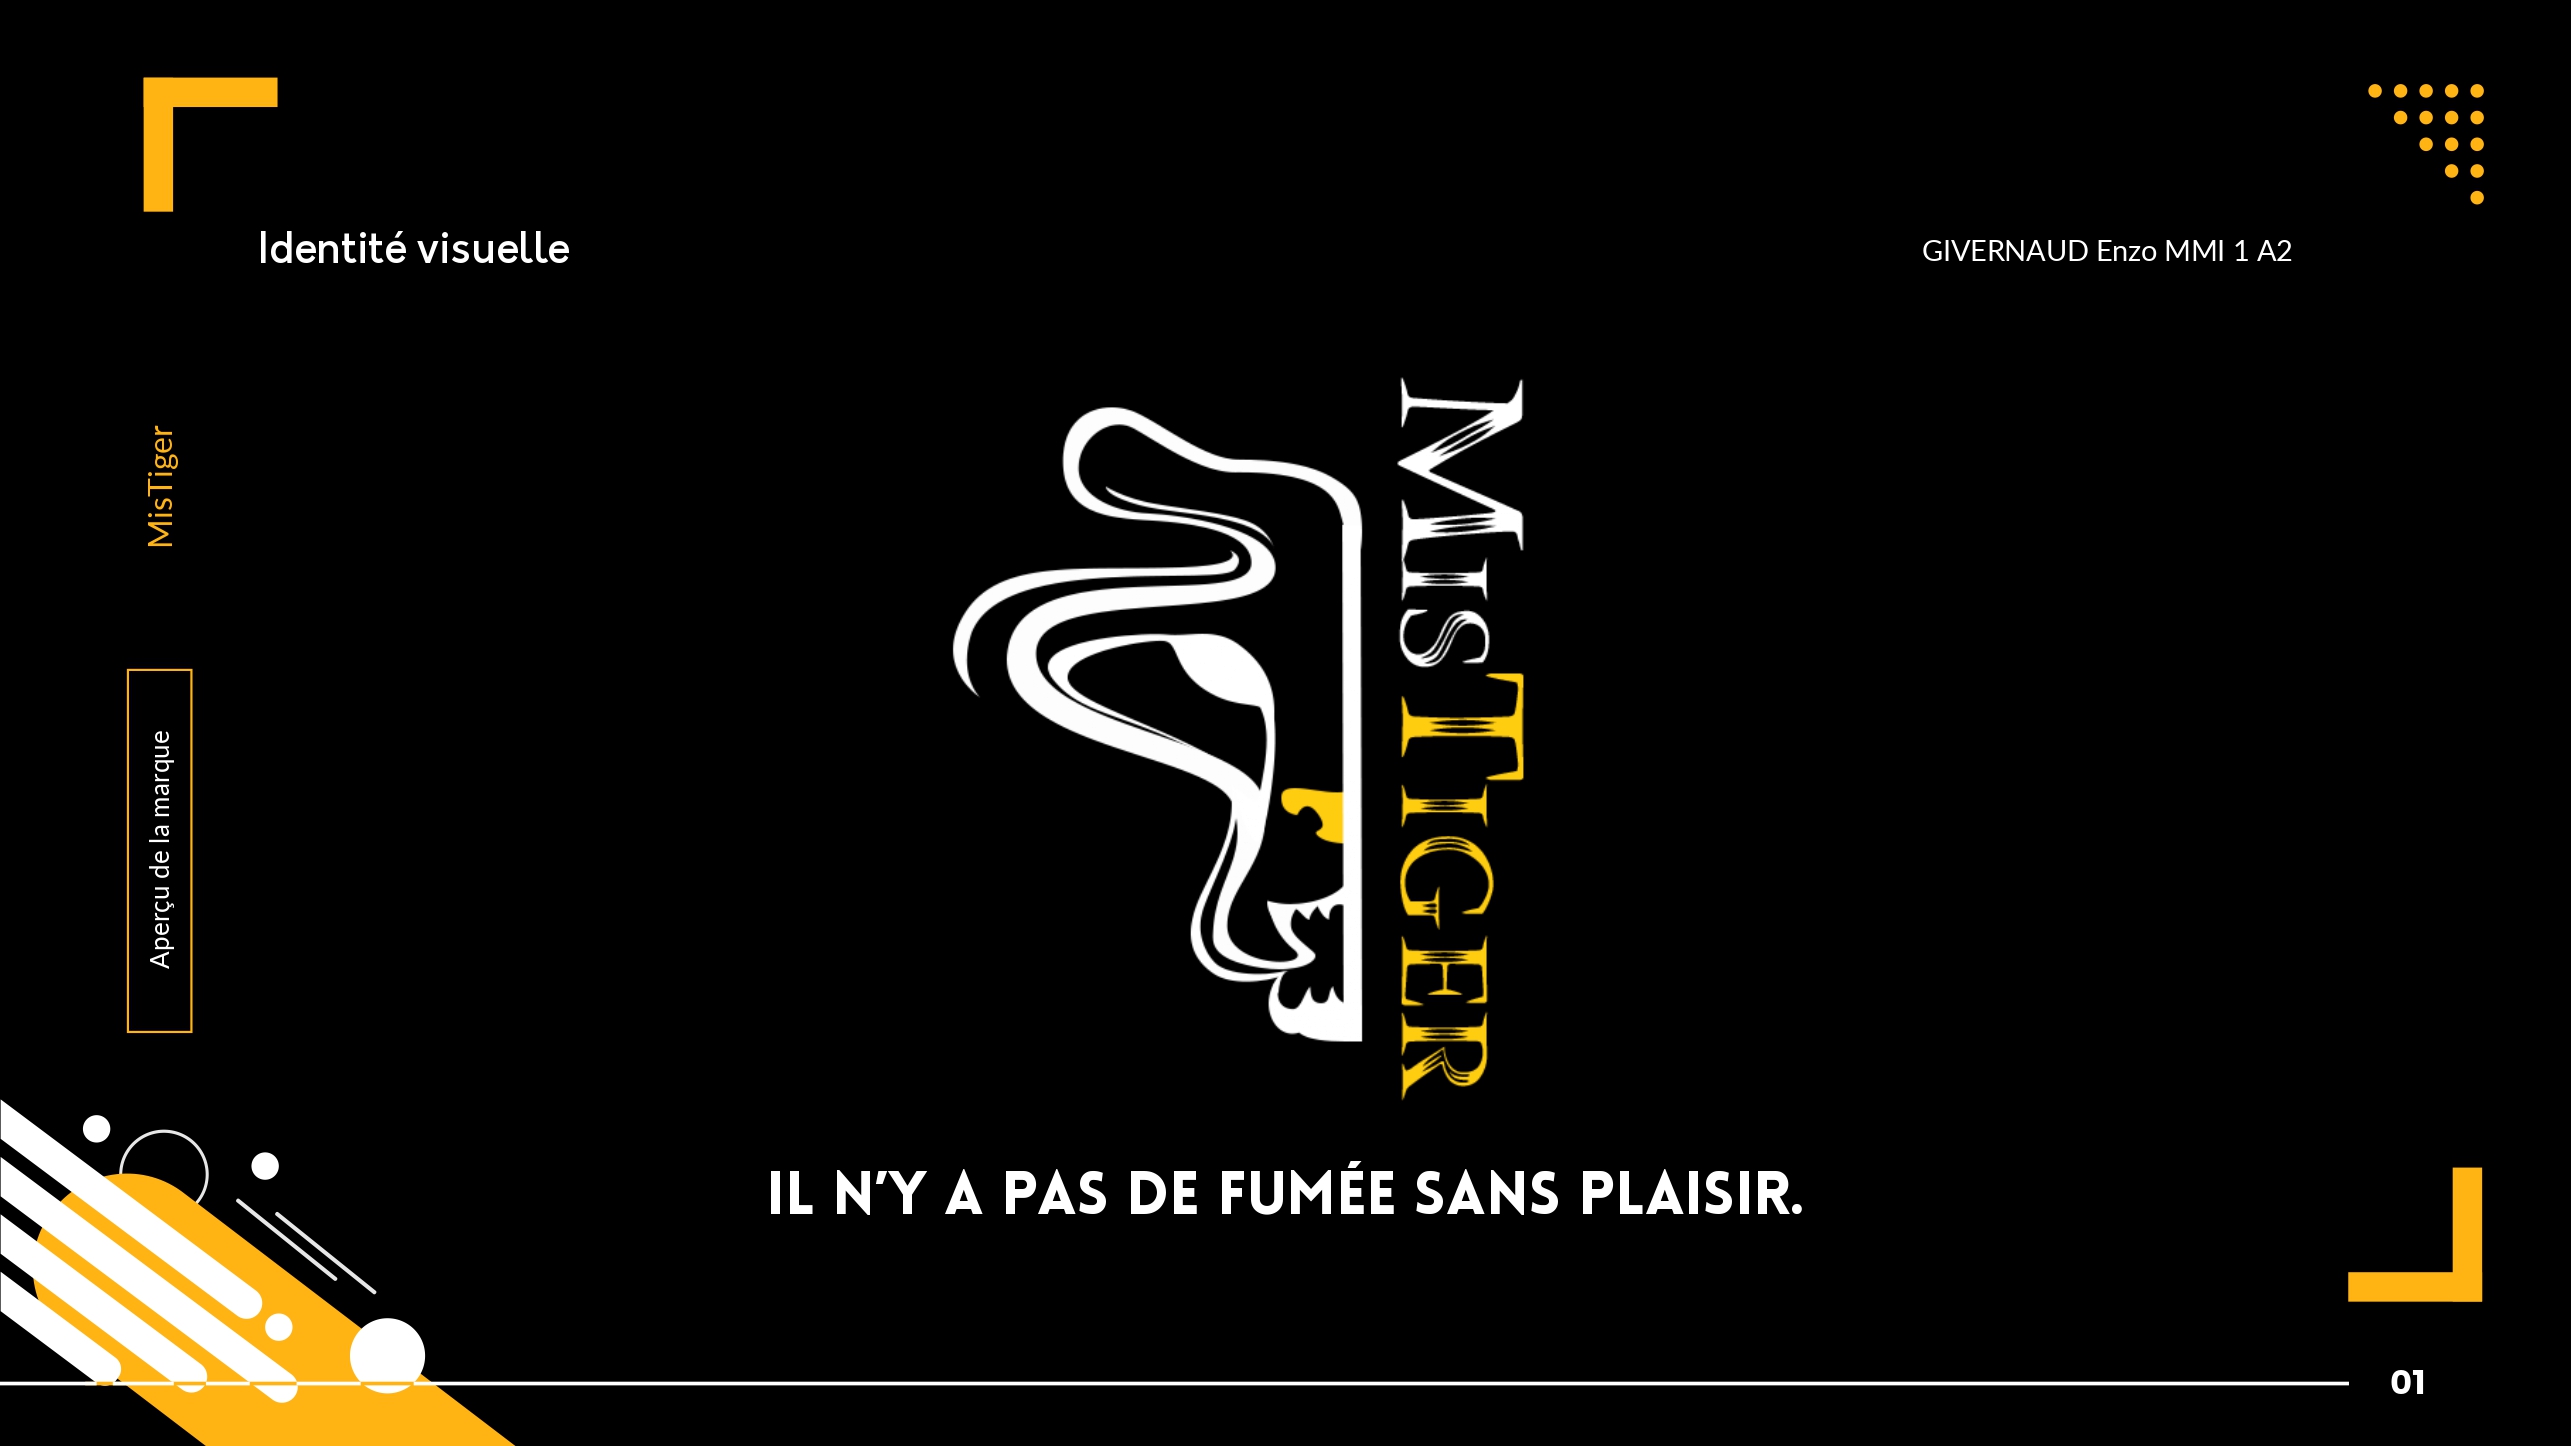 Identité visuelle
GIVERNAUD Enzo MMI 1 A2
MisTiger
Aperçu de la marque
MISTIGER
IL N'Y A PAS DE FUMÉE SANS PLAISIR.
01